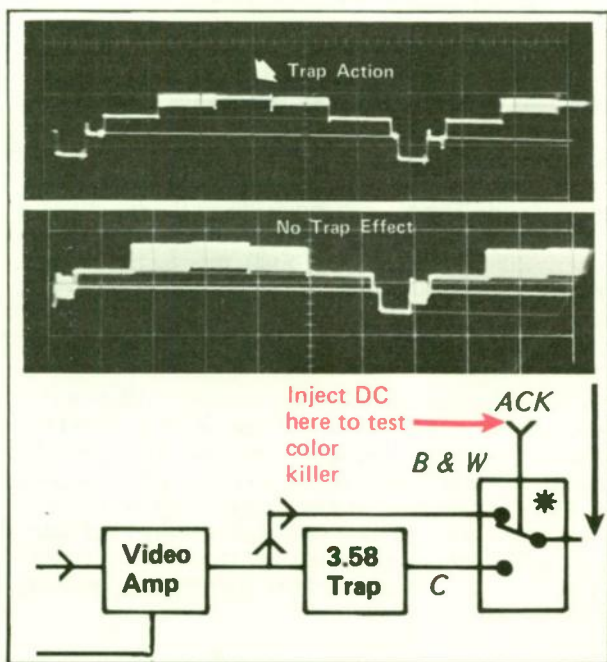 Trap Action
No Trap Effect
Inject DC
here to test
color
killer
ACK
B & W
*
Video
Amp
3.58
Trap
C